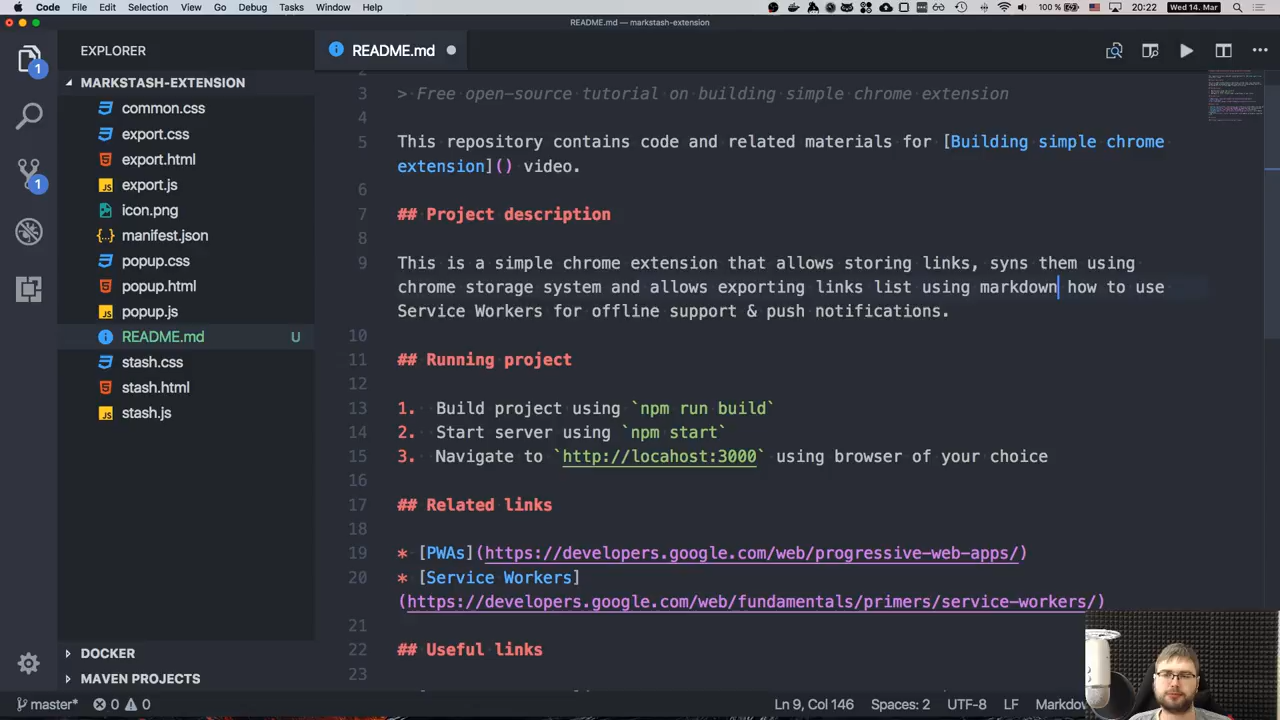 Code File Edit Selection View Go Debug Tasks Window Help 100 % 20:22 Wed 14. Mar
README.md — markstash-extension
EXPLORER
README.md
MARKSTASH-EXTENSION
common.css
export.css
export.html
export.js
icon.png
manifest.json
popup.css
popup.html
popup.js
README.md U
stash.css
stash.html
stash.js
DOCKER
MAVEN PROJECTS
1
1
2
3 > Free open-source tutorial on building simple chrome extension
4
5 This repository contains code and related materials for [Building simple chrome
extension]() video.
6
7 ## Project description
8
9 This is a simple chrome extension that allows storing links, syns them using
chrome storage system and allows exporting links list using markdown how to use
Service Workers for offline support & push notifications.
10
11 ## Running project
12
13 1. Build project using `npm run build`
14 2. Start server using `npm start`
15 3. Navigate to `http://locahost:3000` using browser of your choice
16
17 ## Related links
18
19 * [PWAs](https://developers.google.com/web/progressive-web-apps/)
20 * [Service Workers]
(https://developers.google.com/web/fundamentals/primers/service-workers/)
21
22 ## Useful links
23
master* 0 0 Ln 9, Col 146 Spaces: 2 UTF-8 LF Markdo